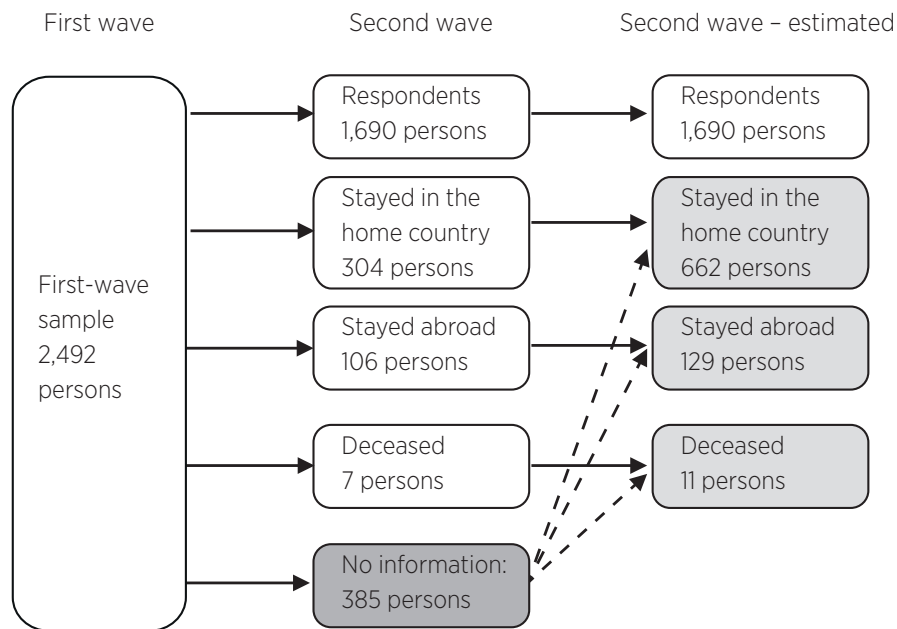 First wave
Second wave
Second wave – estimated
First-wave
sample
2,492
persons
Respondents
1,690 persons
Stayed in the
home country
304 persons
Stayed abroad
106 persons
Deceased
7 persons
No information:
385 persons
Respondents
1,690 persons
Stayed in the
home country
662 persons
Stayed abroad
129 persons
Deceased
11 persons